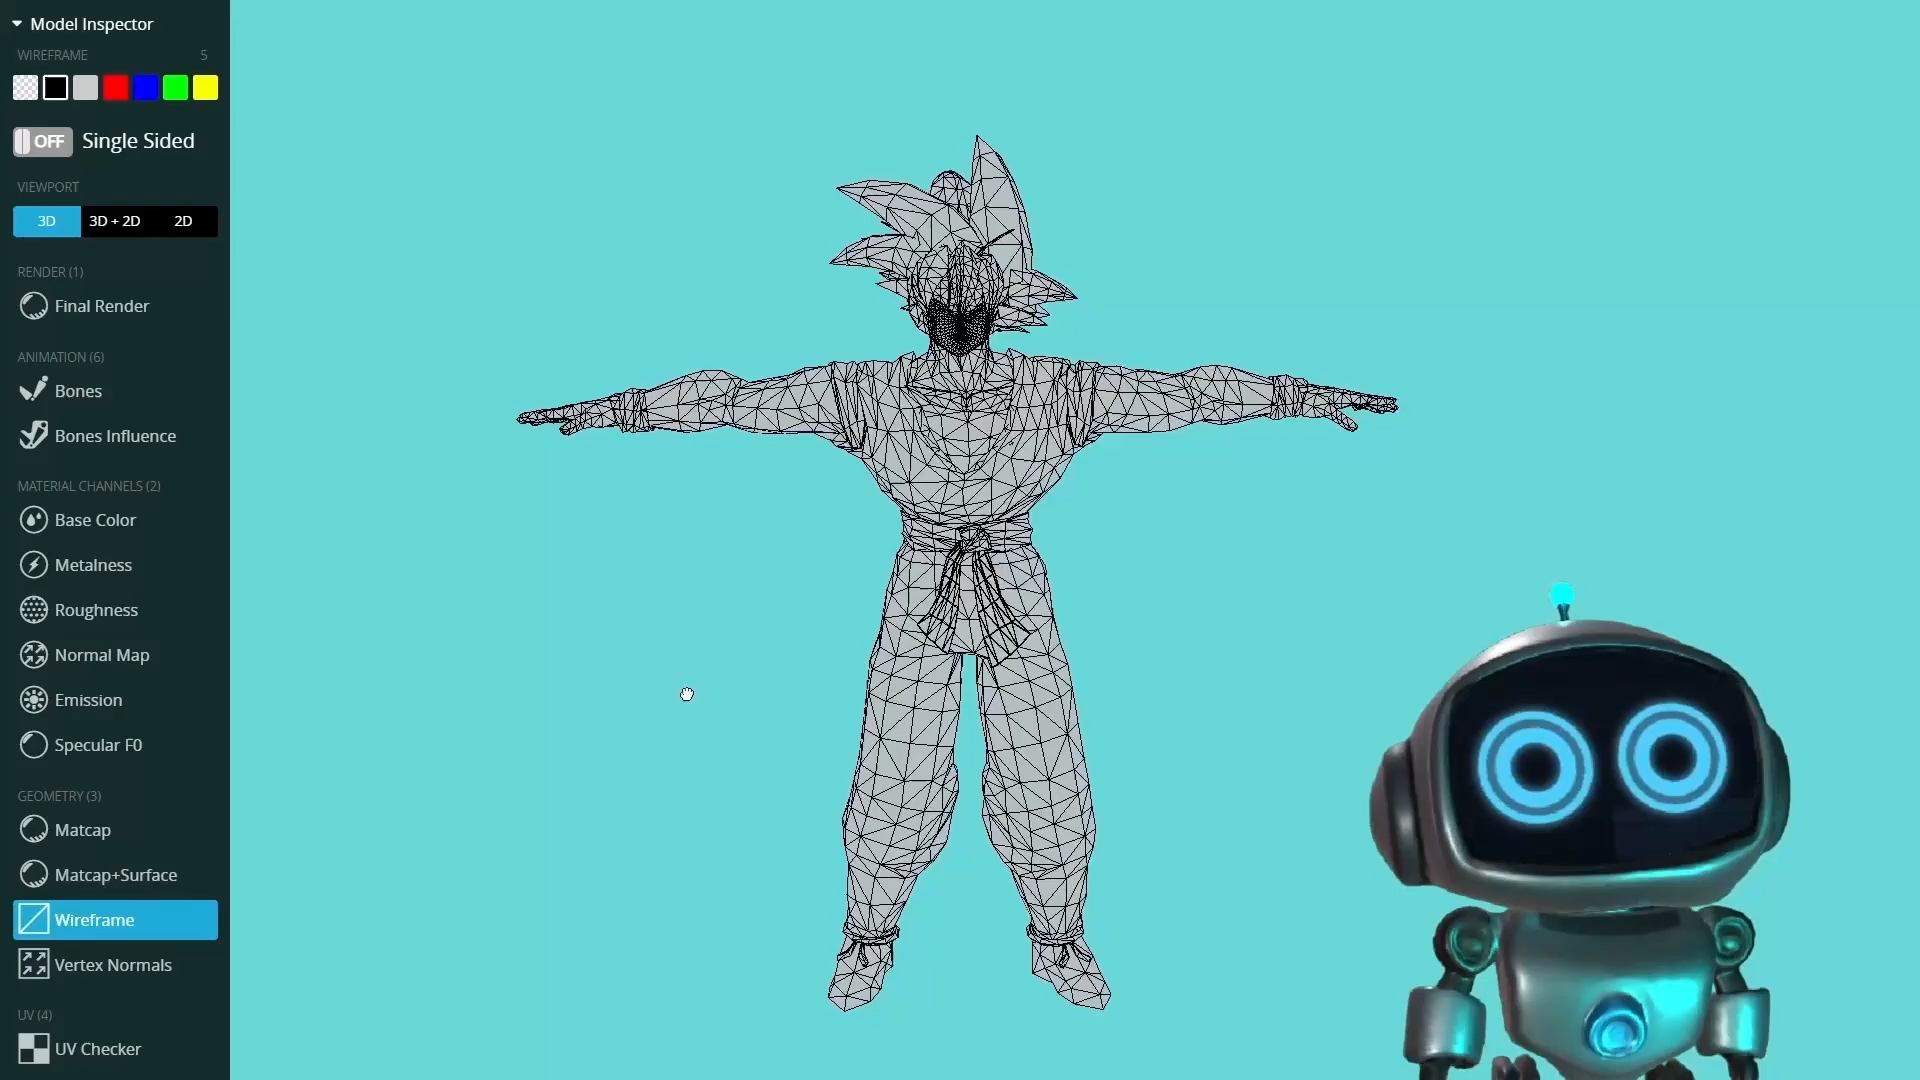 Model Inspector
WIREFRAME 5
OFF Single Sided
VIEWPORT
3D 3D + 2D 2D
RENDER (1)
Final Render
ANIMATION (6)
Bones
Bones Influence
MATERIAL CHANNELS (2)
Base Color
Metalness
Roughness
Normal Map
Emission
Specular F0
GEOMETRY (3)
Matcap
Matcap+Surface
Wireframe
Vertex Normals
UV (4)
UV Checker